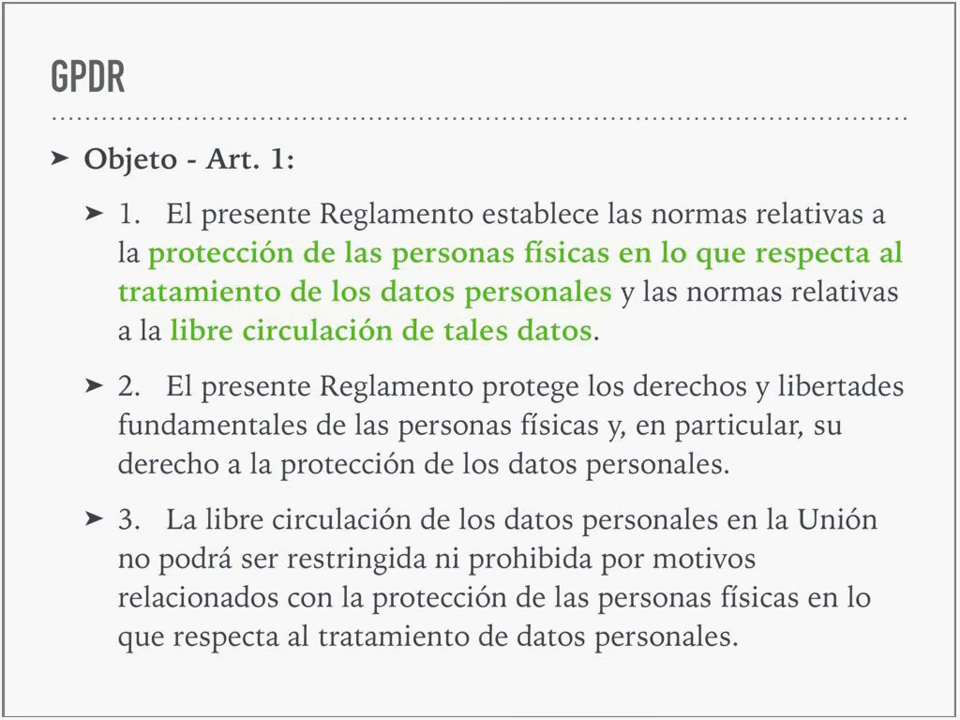 GPDR
➤ Objeto - Art. 1:
➤ 1. El presente Reglamento establece las normas relativas a
la protección de las personas físicas en lo que respecta al
tratamiento de los datos personales y las normas relativas
a la libre circulación de tales datos.
➤ 2. El presente Reglamento protege los derechos y libertades
fundamentales de las personas físicas y, en particular, su
derecho a la protección de los datos personales.
➤ 3. La libre circulación de los datos personales en la Unión
no podrá ser restringida ni prohibida por motivos
relacionados con la protección de las personas físicas en lo
que respecta al tratamiento de datos personales.